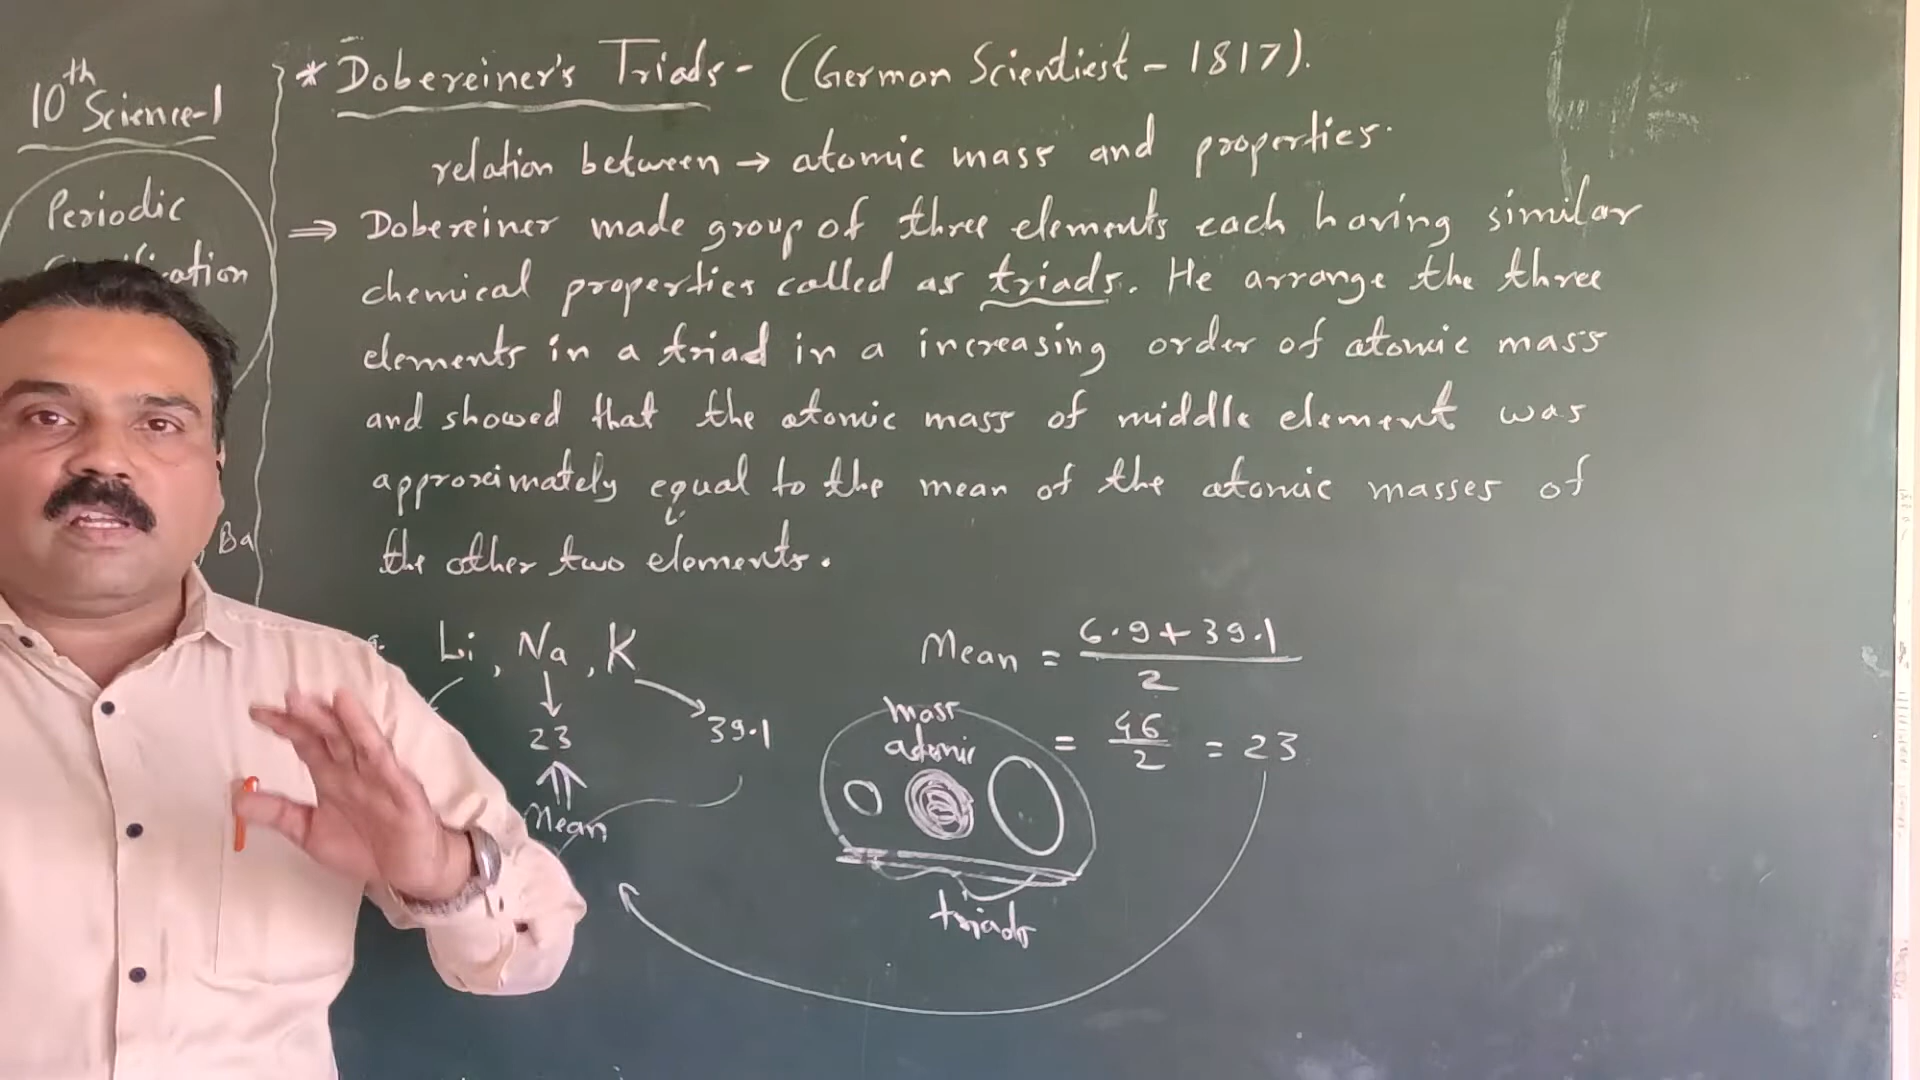 10th Science-1
Periodic
* Dobereiner's Triads - (German Scientiest - 1817).
relation between → atomic mass and properties.
⇒ Dobereiner made group of three elements each having similar
chemical properties called as triads. He arrange the three
elements in a triad in a increasing order of atomic mass
and showed that the atomic mass of middle element was
approximately equal to the mean of the atomic masses of
the other two elements.
Ba
Li, Na, K
23
39.1
Mean
Mean = 6.9 + 39.1 / 2
= 46 / 2 = 23
mass
atomic
triads